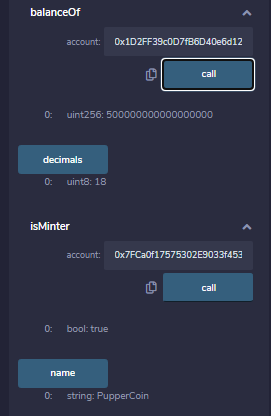 balanceOf
account: 0x1D2FF39c0D7fB6D40e6d12
call
0: uint256: 500000000000000000
decimals
0: uint8: 18
isMinter
account: 0x7FCa0f17575302E9033f453
call
0: bool: true
name
0: string: PupperCoin